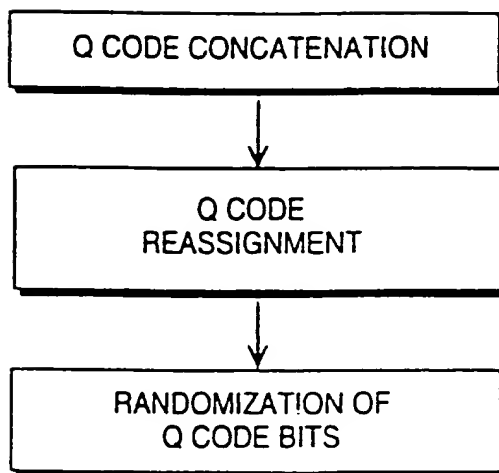 Q CODE CONCATENATION
Q CODE
REASSIGNMENT
RANDOMIZATION OF
Q CODE BITS